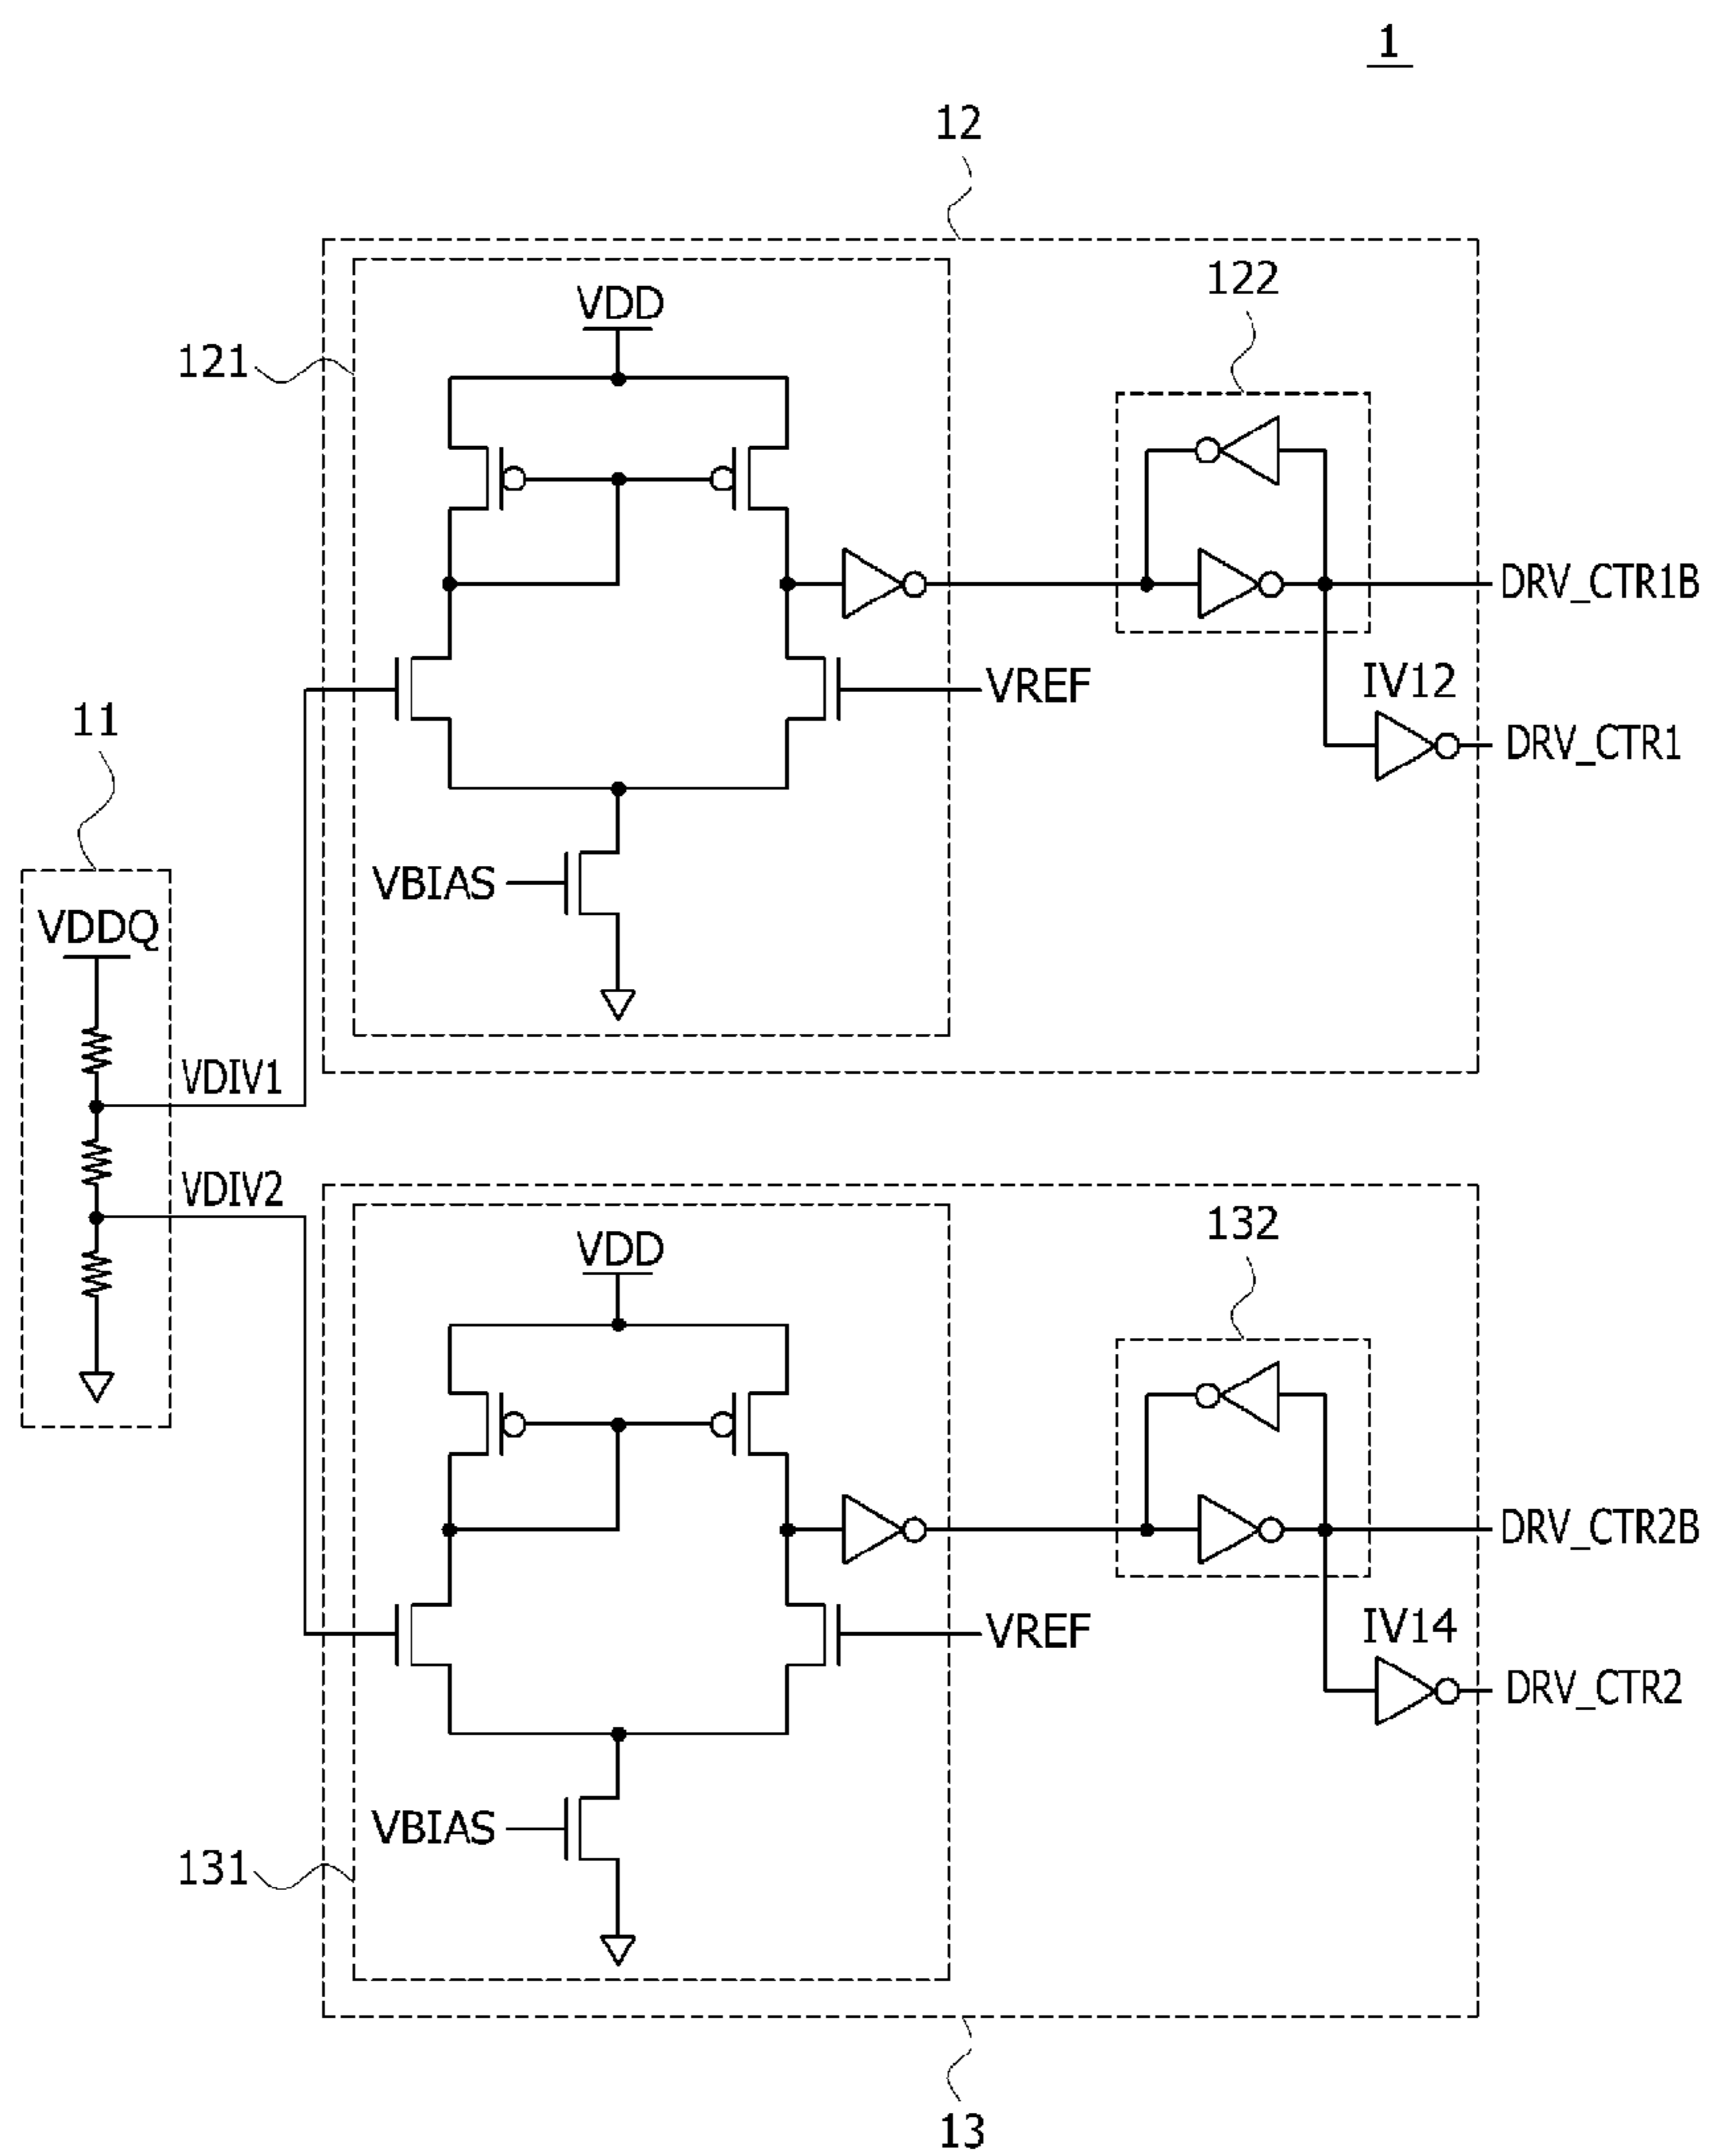 1
12
122
VDD
121
DRV_CTR1B
IV12
VREF
11
DRV_CTR1
VBIAS
VDDQ
VDIV1
VDIV2
132
VDD
DRV_CTR2B
IV14
VREF
DRV_CTR2
VBIAS
131
13